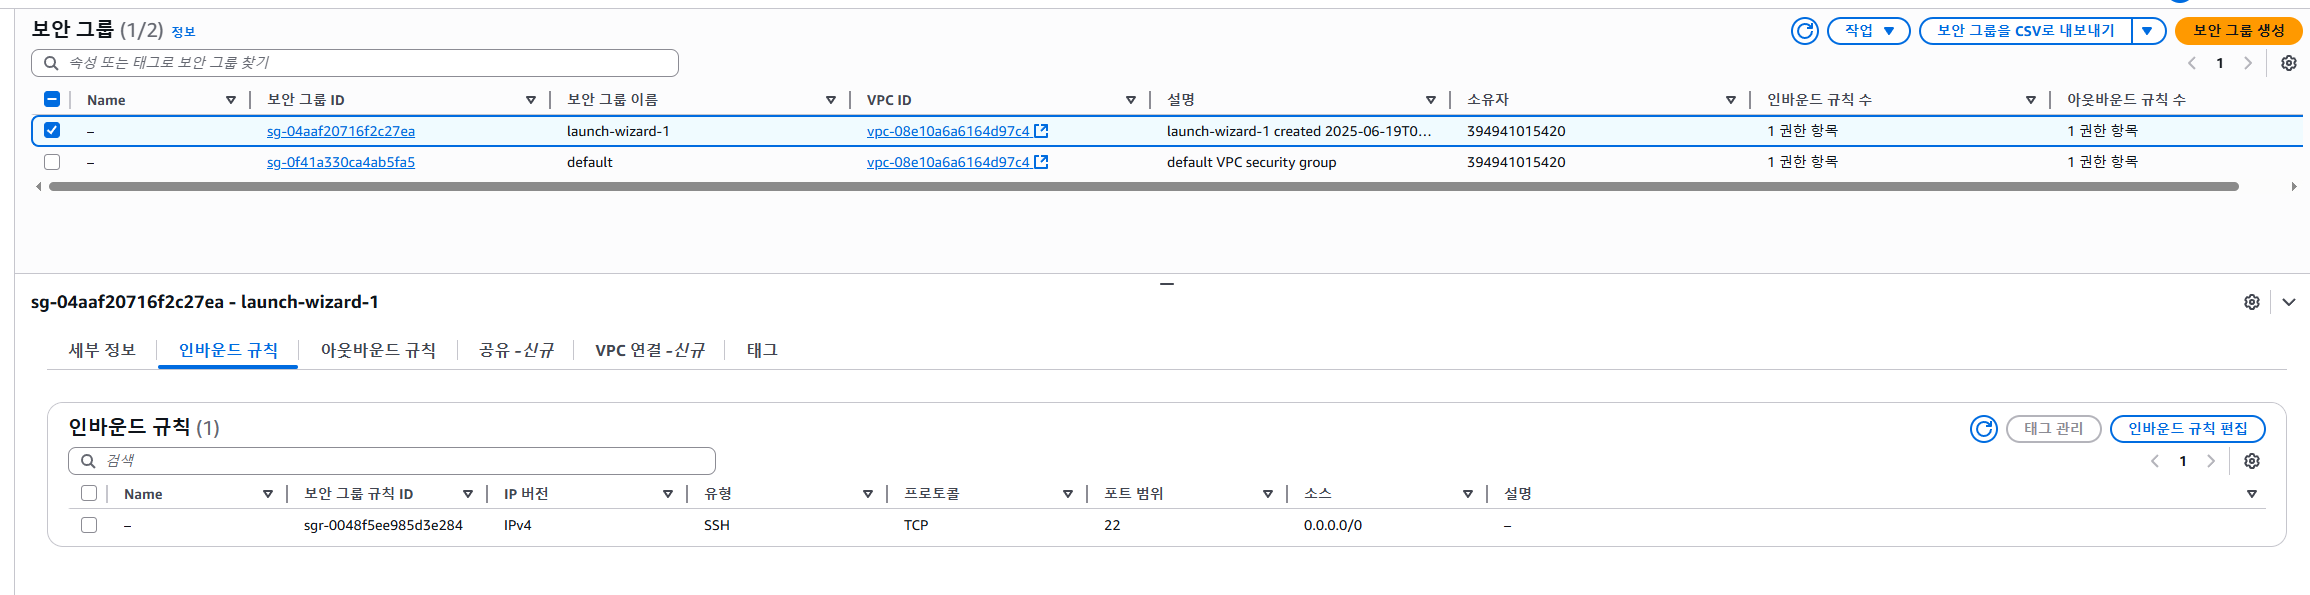 보안 그룹 (1/2) 정보
작업 보안 그룹을 CSV로 내보내기 보안 그룹 생성
속성 또는 태그로 보안 그룹 찾기
1
Name 보안 그룹 ID 보안 그룹 이름 VPC ID 설명 소유자 인바운드 규칙 수 아웃바운드 규칙 수
– sg-04aaf20716f2c27ea launch-wizard-1 vpc-08e10a6a6164d97c4 launch-wizard-1 created 2025-06-19T0... 394941015420 1 권한 항목 1 권한 항목
– sg-0f41a330ca4ab5fa5 default vpc-08e10a6a6164d97c4 default VPC security group 394941015420 1 권한 항목 1 권한 항목
sg-04aaf20716f2c27ea - launch-wizard-1
세부 정보 인바운드 규칙 아웃바운드 규칙 공유 -신규 VPC 연결 -신규 태그
인바운드 규칙 (1)
태그 관리 인바운드 규칙 편집
검색
1
Name 보안 그룹 규칙 ID IP 버전 유형 프로토콜 포트 범위 소스 설명
– sgr-0048f5ee985d3e284 IPv4 SSH TCP 22 0.0.0.0/0 –